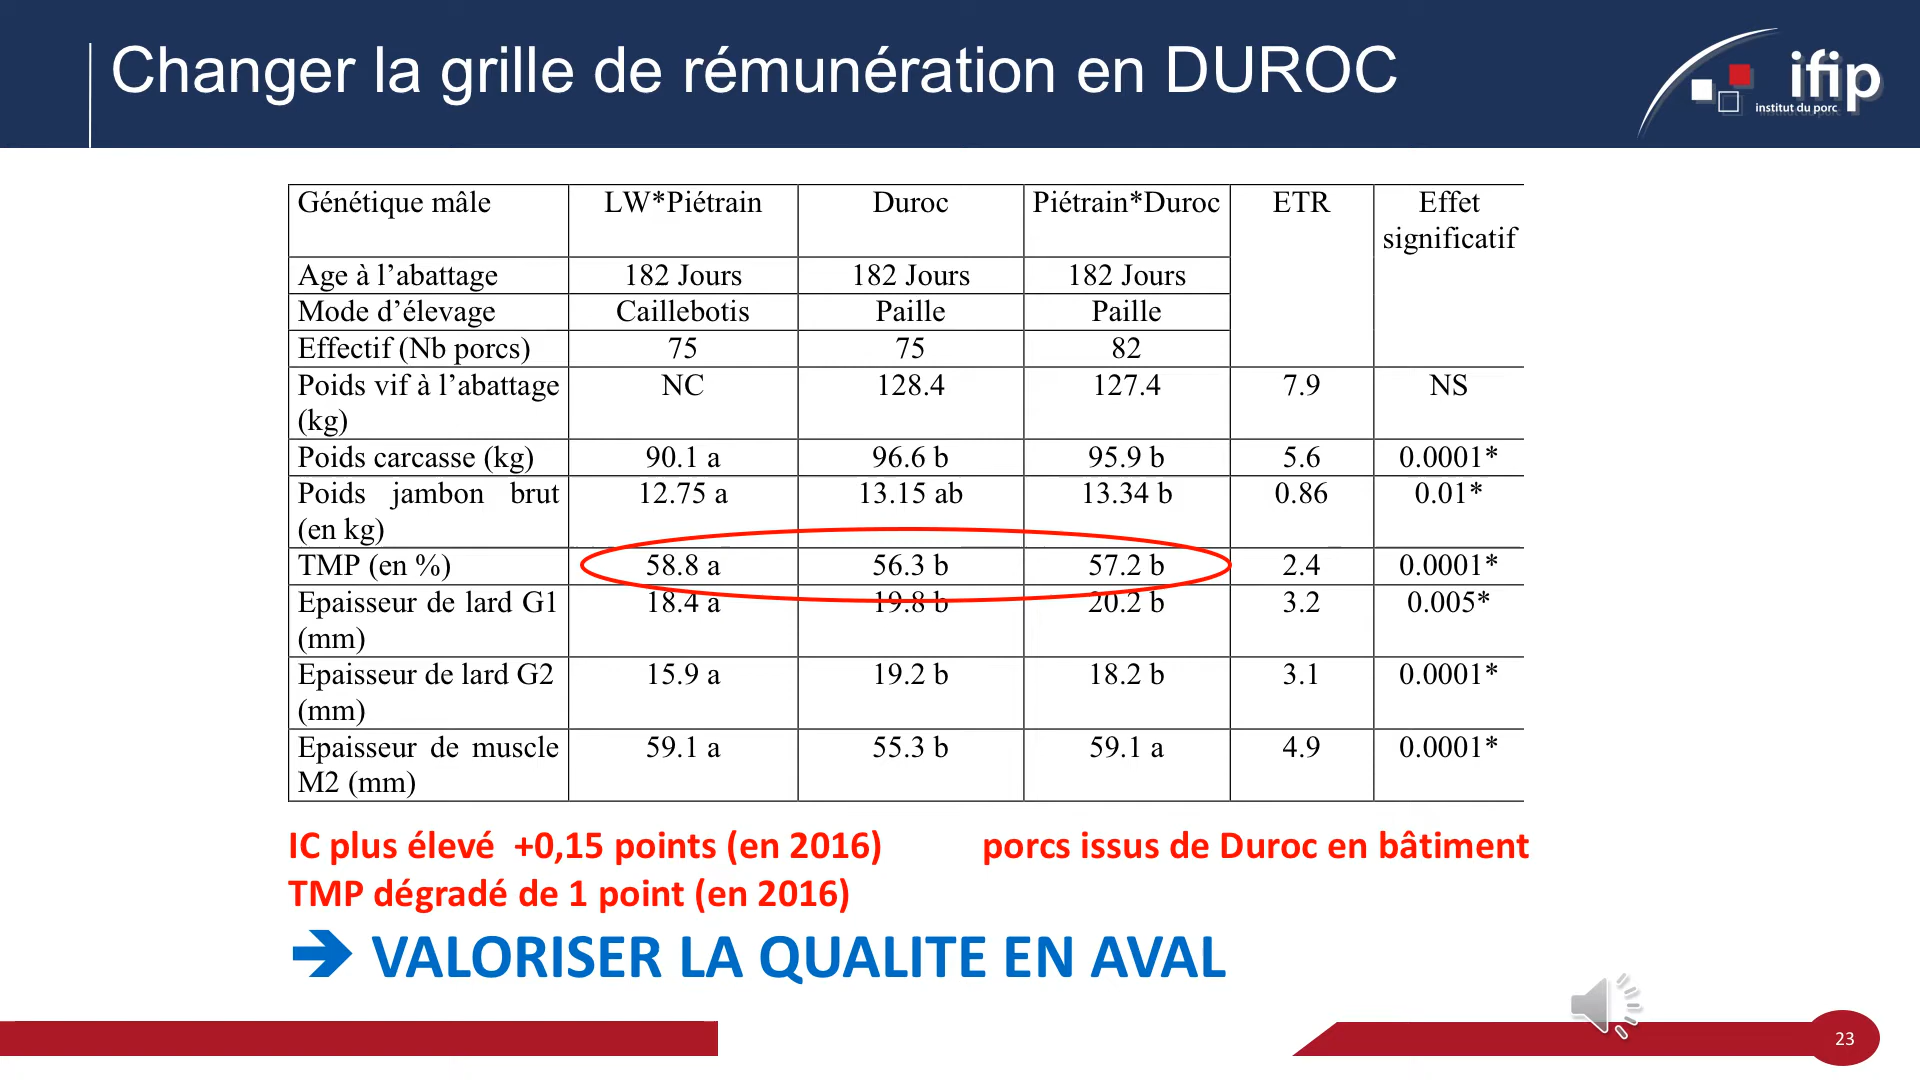 Changer la grille de rémunération en DUROC
ifip
institut du porc
Génétique mâle LW*Piétrain Duroc Piétrain*Duroc ETR Effet
significatif
Age à l’abattage 182 Jours 182 Jours 182 Jours
Mode d’élevage Caillebotis Paille Paille
Effectif (Nb porcs) 75 75 82
Poids vif à l’abattage NC 128.4 127.4 7.9 NS
(kg)
Poids carcasse (kg) 90.1 a 96.6 b 95.9 b 5.6 0.0001*
Poids jambon brut 12.75 a 13.15 ab 13.34 b 0.86 0.01*
(en kg)
TMP (en %) 58.8 a 56.3 b 57.2 b 2.4 0.0001*
Epaisseur de lard G1 18.4 a 19.8 b 20.2 b 3.2 0.005*
(mm)
Epaisseur de lard G2 15.9 a 19.2 b 18.2 b 3.1 0.0001*
(mm)
Epaisseur de muscle 59.1 a 55.3 b 59.1 a 4.9 0.0001*
M2 (mm)
IC plus élevé +0,15 points (en 2016) porcs issus de Duroc en bâtiment
TMP dégradé de 1 point (en 2016)
➔ VALORISER LA QUALITE EN AVAL
23